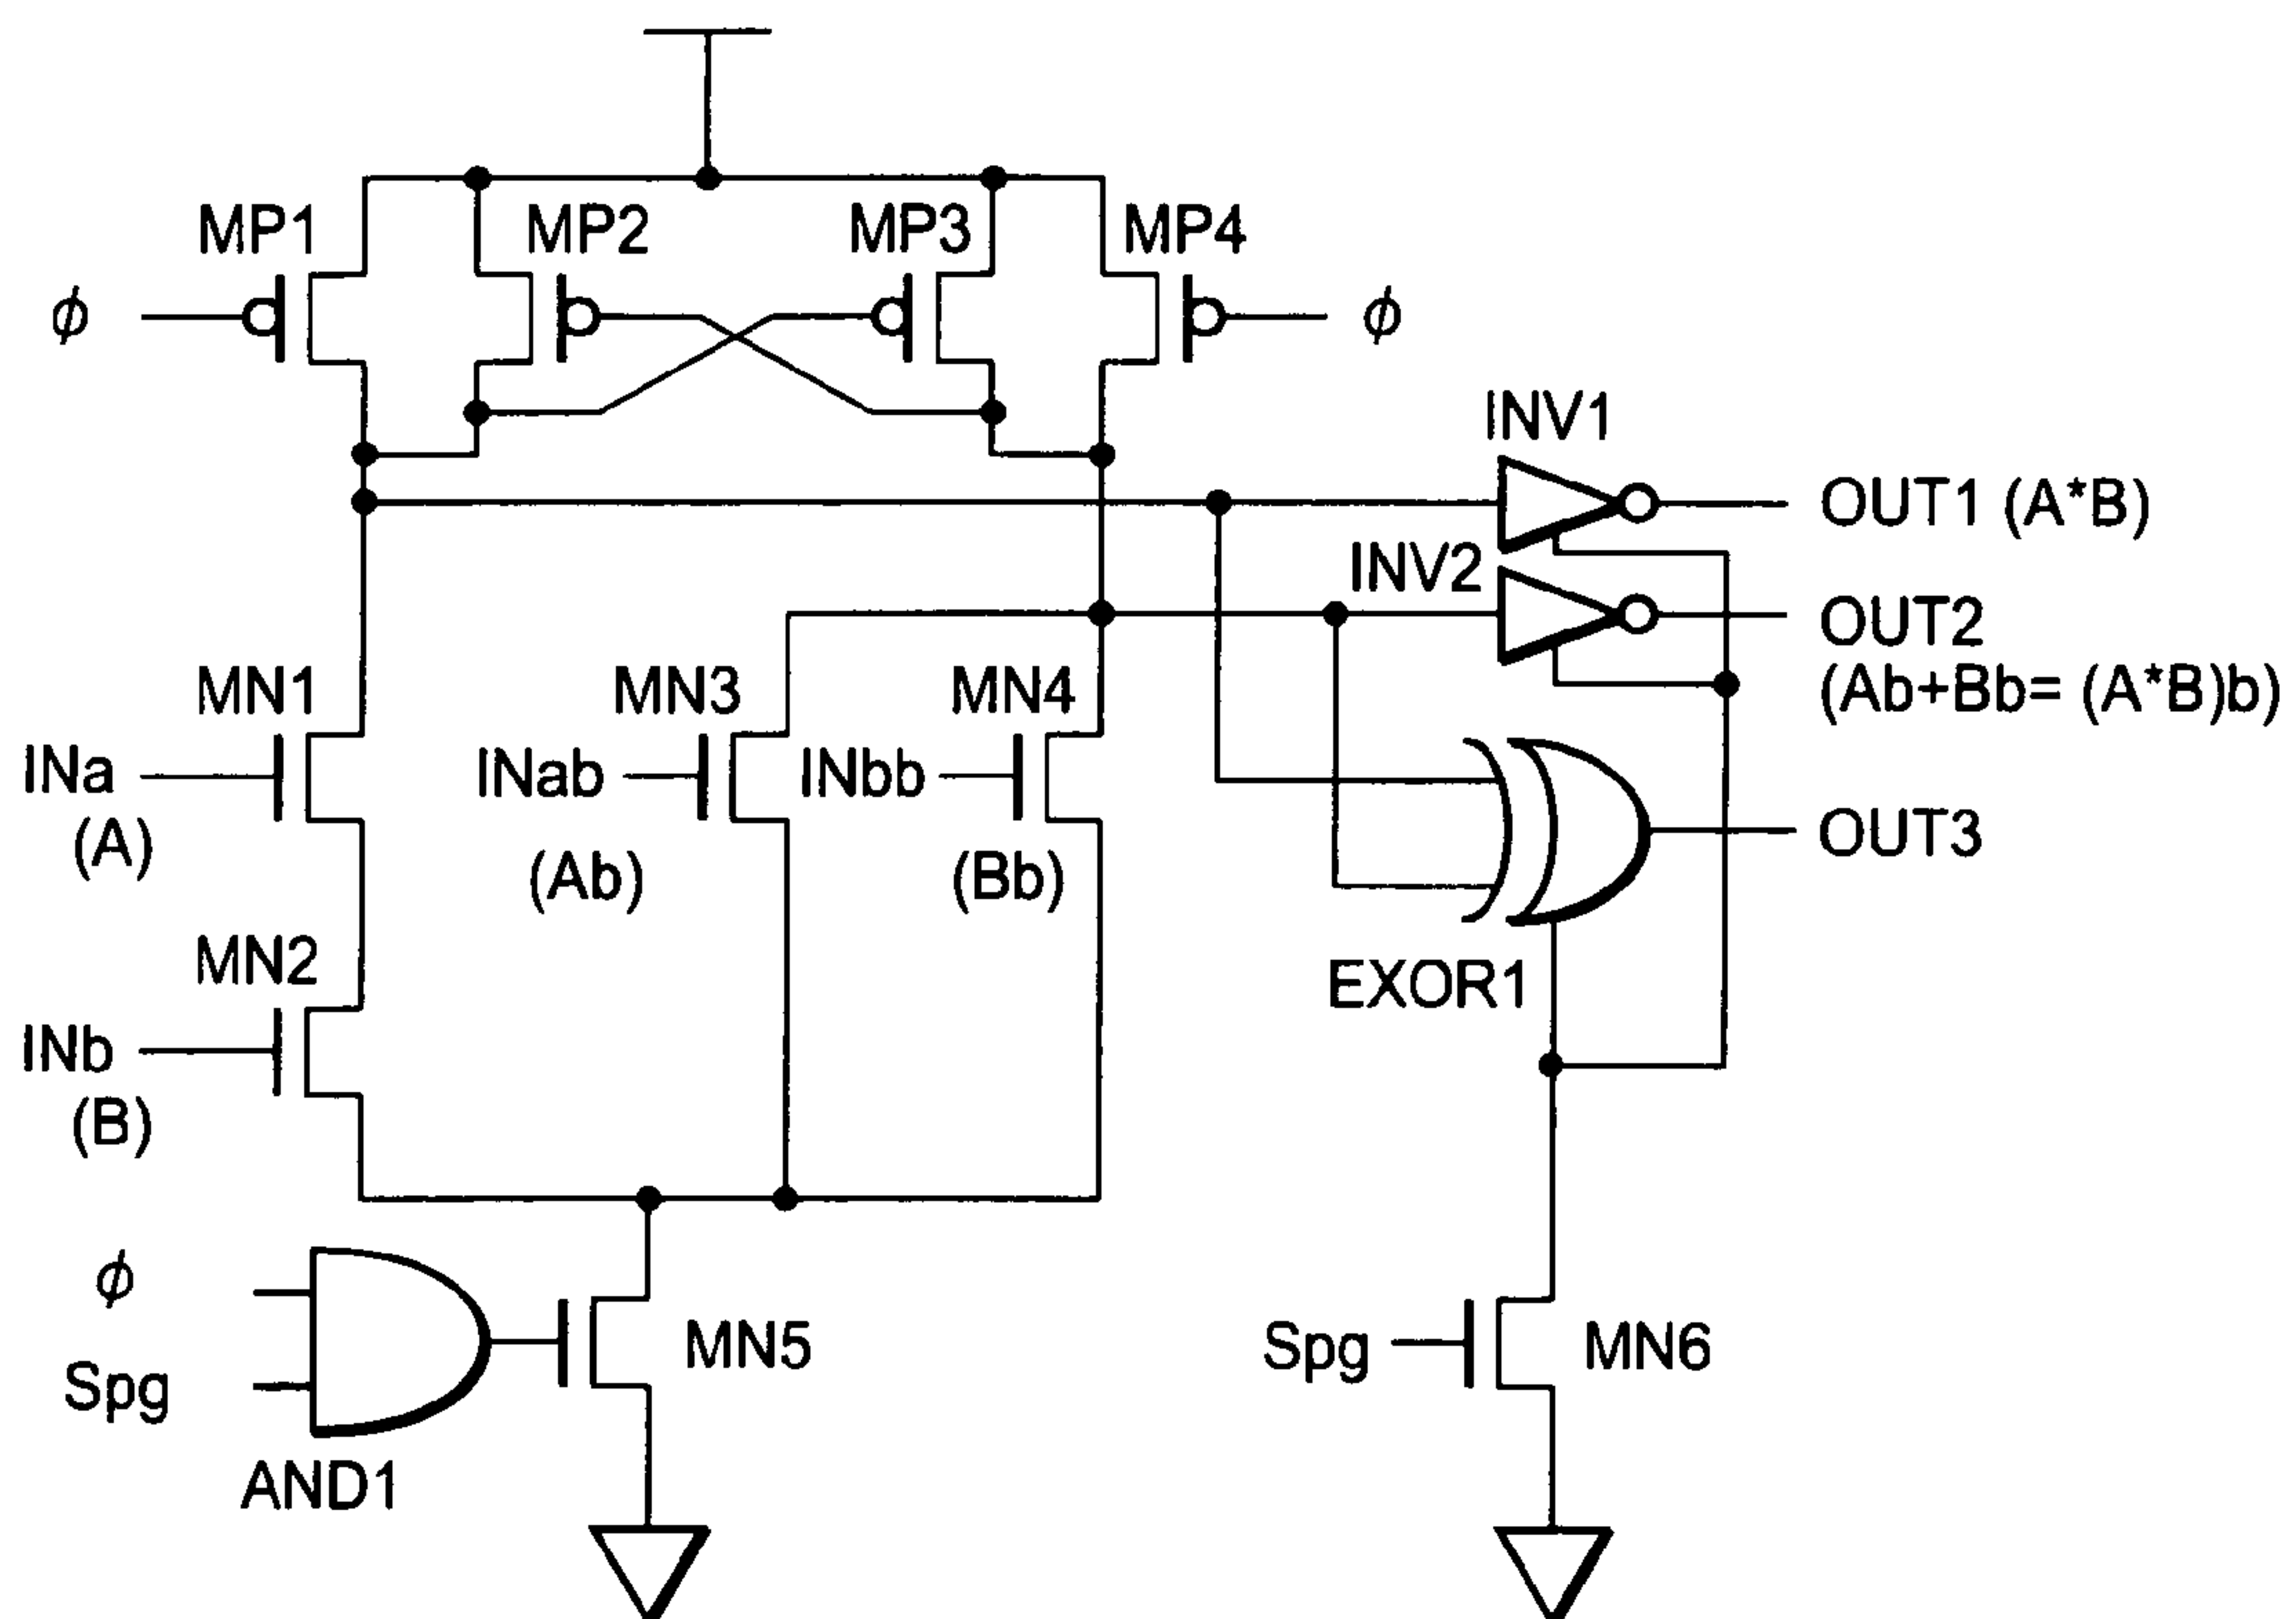 MP1
MP2
MP3
MP4
ϕ
ϕ
INV1
OUT1 (A*B)
INV2
OUT2
(Ab+Bb= (A*B)b)
MN1
MN3
MN4
INa
(A)
INab
(Ab)
INbb
(Bb)
OUT3
EXOR1
MN2
INb
(B)
ϕ
Spg
AND1
MN5
Spg
MN6